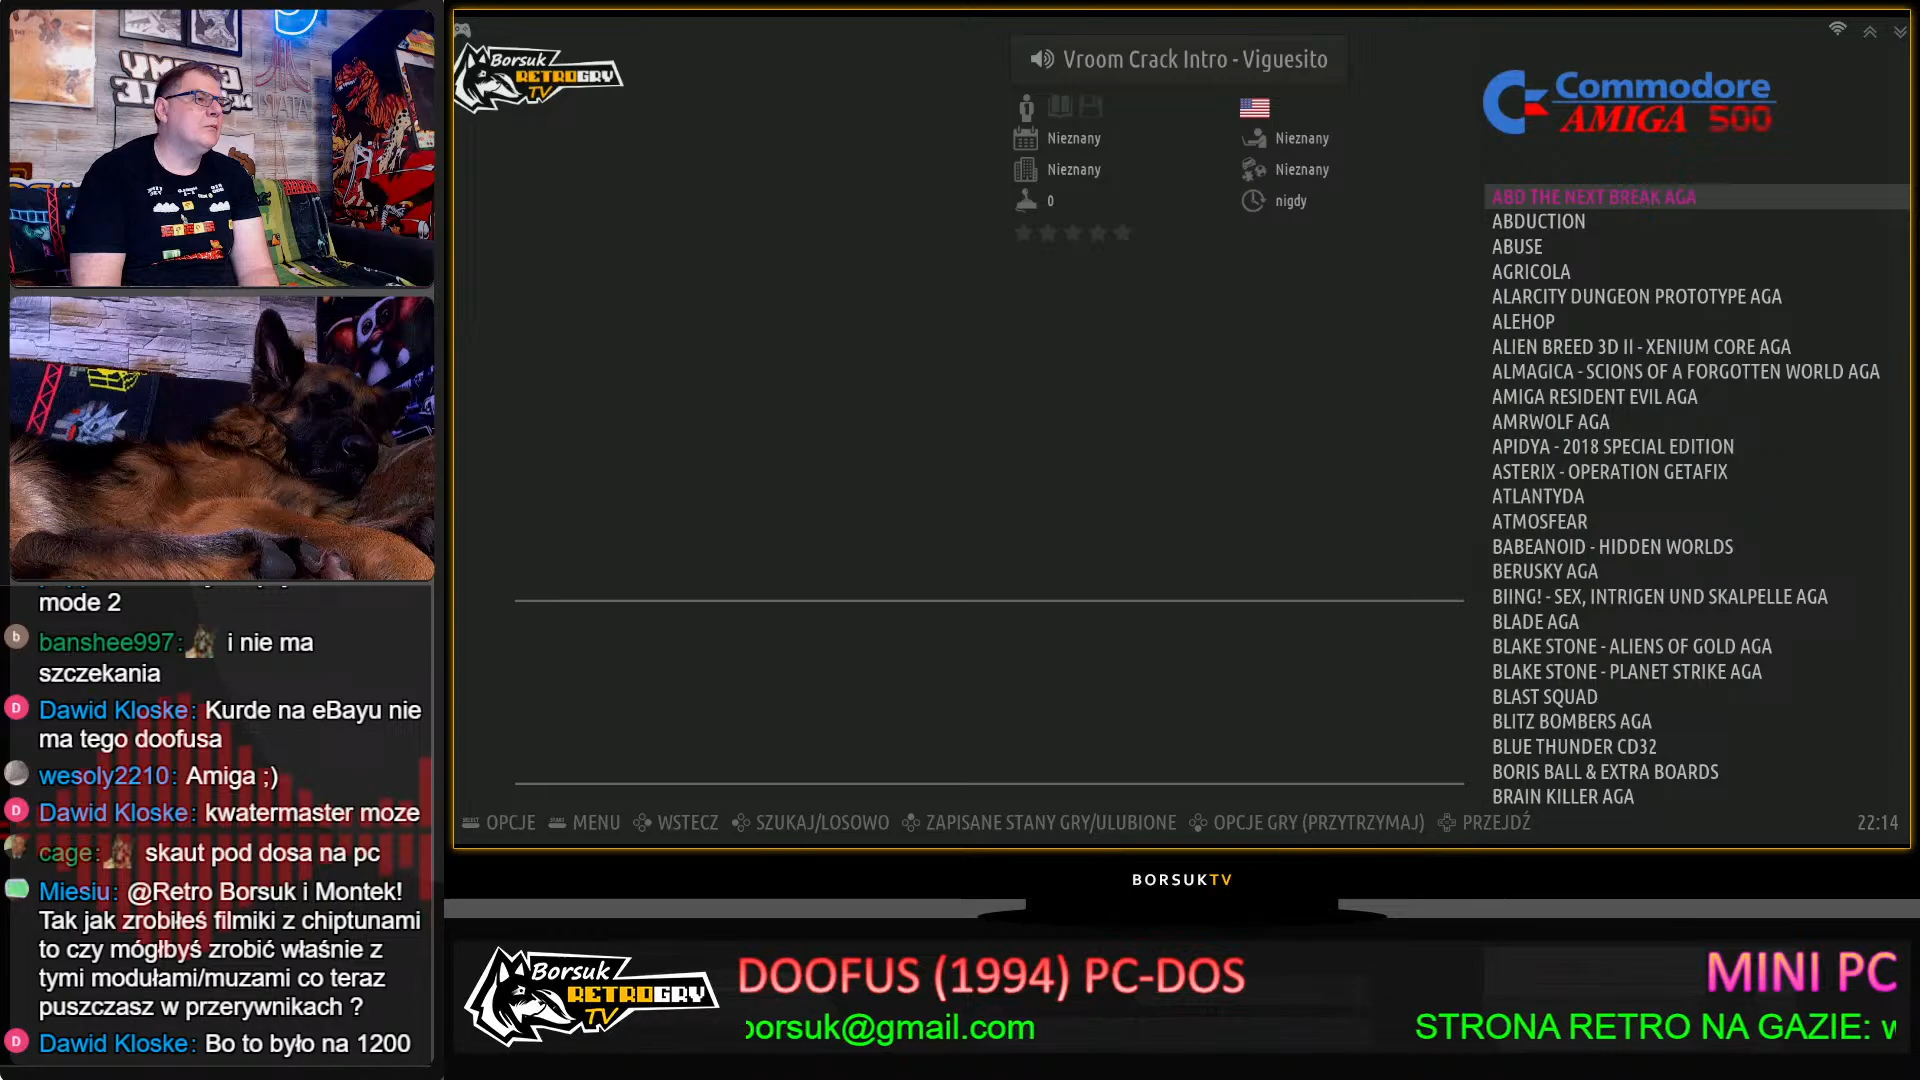 Borsuk
RETROGRY
TV
Vroom Crack Intro - Viguesito
Nieznany
Nieznany
Nieznany
Nieznany
0
nigdy
Commodore
AMIGA 500
ABD THE NEXT BREAK AGA
ABDUCTION
ABUSE
AGRICOLA
ALARCITY DUNGEON PROTOTYPE AGA
ALEHOP
ALIEN BREED 3D II - XENIUM CORE AGA
ALMAGICA - SCIONS OF A FORGOTTEN WORLD AGA
AMIGA RESIDENT EVIL AGA
AMRWOLF AGA
APIDYA - 2018 SPECIAL EDITION
ASTERIX - OPERATION GETAFIX
ATLANTYDA
ATMOSFEAR
BABEANOID - HIDDEN WORLDS
BERUSKY AGA
BIING! - SEX, INTRIGEN UND SKALPELLE AGA
BLADE AGA
BLAKE STONE - ALIENS OF GOLD AGA
BLAKE STONE - PLANET STRIKE AGA
BLAST SQUAD
BLITZ BOMBERS AGA
BLUE THUNDER CD32
BORIS BALL & EXTRA BOARDS
BRAIN KILLER AGA
OPCJE MENU WSTECZ SZUKAJ/LOSOWO ZAPISANE STANY GRY/ULUBIONE OPCJE GRY (PRZYTRZYMAJ) PRZEJDŹ
22:14
mode 2
banshee997: i nie ma
szczekania
Dawid Kloske: Kurde na eBayu nie
ma tego doofusa
wesoly2210: Amiga ;)
Dawid Kloske: kwatermaster moze
cage: skaut pod dosa na pc
Miesiu: @Retro Borsuk i Montek!
Tak jak zrobiłeś filmiki z chiptunami
to czy mógłbyś zrobić właśnie z
tymi modułami/muzami co teraz
puszczasz w przerywnikach ?
Dawid Kloske: Bo to było na 1200
BORSUKTV
Borsuk
RETROGRY
TV
DOOFUS (1994) PC-DOS
MINI PC
borsuk@gmail.com
STRONA RETRO NA GAZIE: